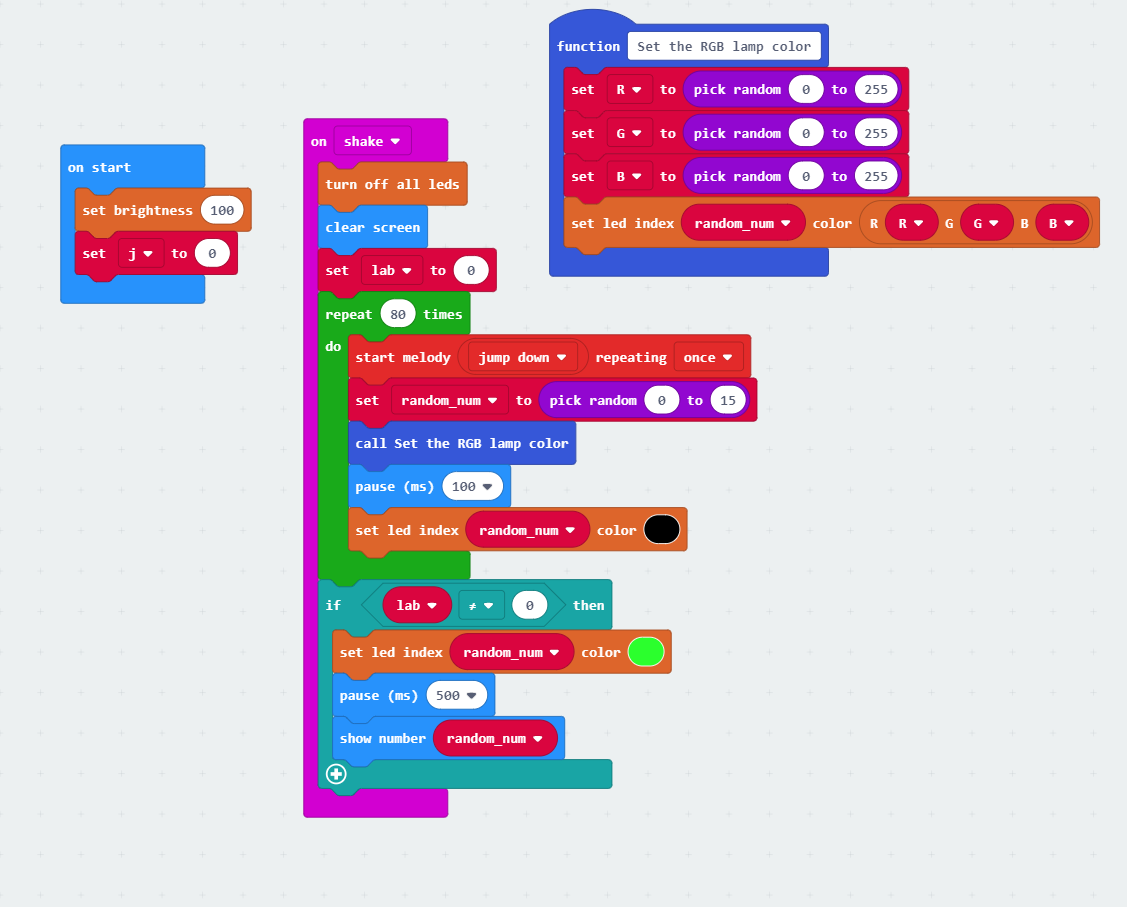 on start
set brightness 100
set j to 0
on shake
turn off all leds
clear screen
set lab to 0
repeat 80 times
do
start melody jump down repeating once
set random_num to pick random 0 to 15
call Set the RGB lamp color
pause (ms) 100
set led index random_num color
if lab ≠ 0 then
set led index random_num color
pause (ms) 500
show number random_num
function Set the RGB lamp color
set R to pick random 0 to 255
set G to pick random 0 to 255
set B to pick random 0 to 255
set led index random_num color R R G G B B